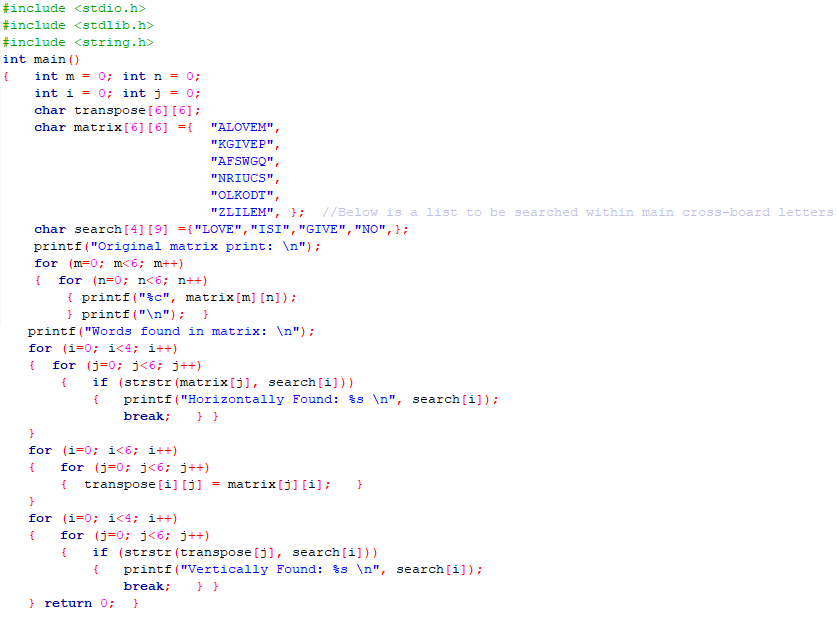 #include <stdio.h>
#include <stdlib.h>
#include <string.h>
int main()
{   int m = 0; int n = 0;
    int i = 0; int j = 0;
    char transpose[6][6];
    char matrix[6][6] ={  "ALOVEM",
                          "KGIVEP",
                          "AFSWGQ",
                          "NRIUCS",
                          "OLKODT",
                          "ZLILEM", };  //Below is a list to be searched within main cross-board letters
    char search[4][9] ={"LOVE","ISI","GIVE","NO",};
    printf("Original matrix print: \n");
    for (m=0; m<6; m++)
    {  for (n=0; n<6; n++)
        { printf("%c", matrix[m][n]);
        } printf("\n");  }
   printf("Words found in matrix: \n");
   for (i=0; i<4; i++)
   {  for (j=0; j<6; j++)
       {   if (strstr(matrix[j], search[i]))
           {   printf("Horizontally Found: %s \n", search[i]);
               break;   } }
   }
   for (i=0; i<6; i++)
   {   for (j=0; j<6; j++)
       {  transpose[i][j] = matrix[j][i];   }
   }
   for (i=0; i<4; i++)
   {   for (j=0; j<6; j++)
       {   if (strstr(transpose[j], search[i]))
           {   printf("Vertically Found: %s \n", search[i]);
               break;   } }
   } return 0;  }